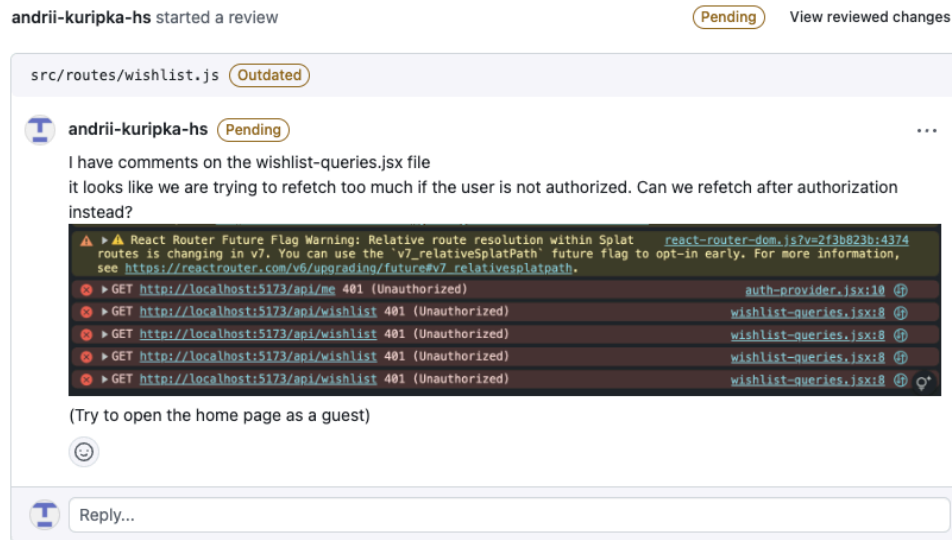 andrii-kuripka-hs started a review
Pending
View reviewed changes
src/routes/wishlist.js
Outdated
andrii-kuripka-hs
Pending
I have comments on the wishlist-queries.jsx file
it looks like we are trying to refetch too much if the user is not authorized. Can we refetch after authorization
instead?
React Router Future Flag Warning: Relative route resolution within Splat react-router-dom.js?v=2f3b823b:4374
routes is changing in v7. You can use the `v7_relativeSplatPath` future flag to opt-in early. For more information,
see https://reactrouter.com/v6/upgrading/future#v7_relativesplatpath.
GET http://localhost:5173/api/me 401 (Unauthorized) auth-provider.jsx:10
GET http://localhost:5173/api/wishlist 401 (Unauthorized) wishlist-queries.jsx:8
GET http://localhost:5173/api/wishlist 401 (Unauthorized) wishlist-queries.jsx:8
GET http://localhost:5173/api/wishlist 401 (Unauthorized) wishlist-queries.jsx:8
GET http://localhost:5173/api/wishlist 401 (Unauthorized) wishlist-queries.jsx:8
(Try to open the home page as a guest)
Reply...